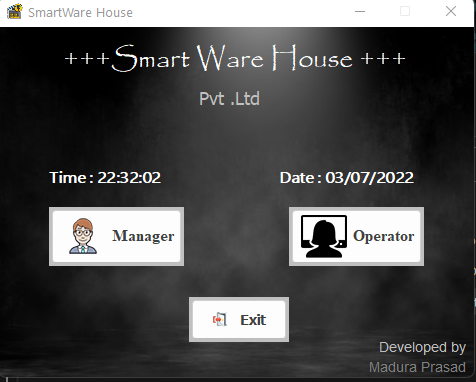 SmartWare House
+++Smart Ware House +++
Pvt .Ltd
Time : 22:32:02 Date : 03/07/2022
Manager Operator
Exit
Developed by
Madura Prasad